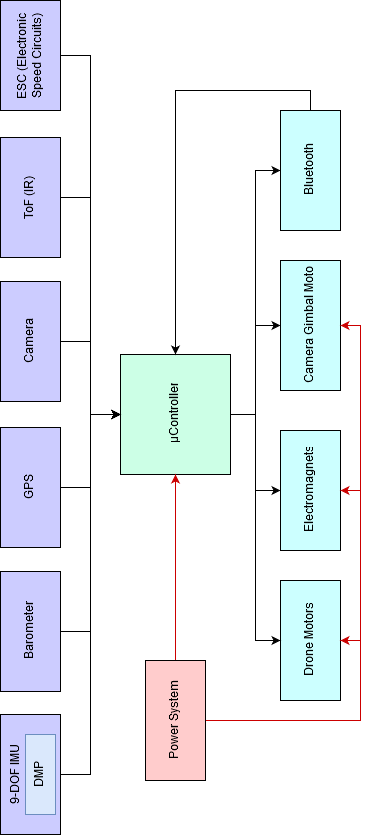 ESC (Electronic
Speed Circuits)
ToF (IR)
Camera
GPS
Barometer
9-DOF IMU
DMP
µController
Power System
Bluetooth
Camera Gimbal Moto
Electromagnets
Drone Motors